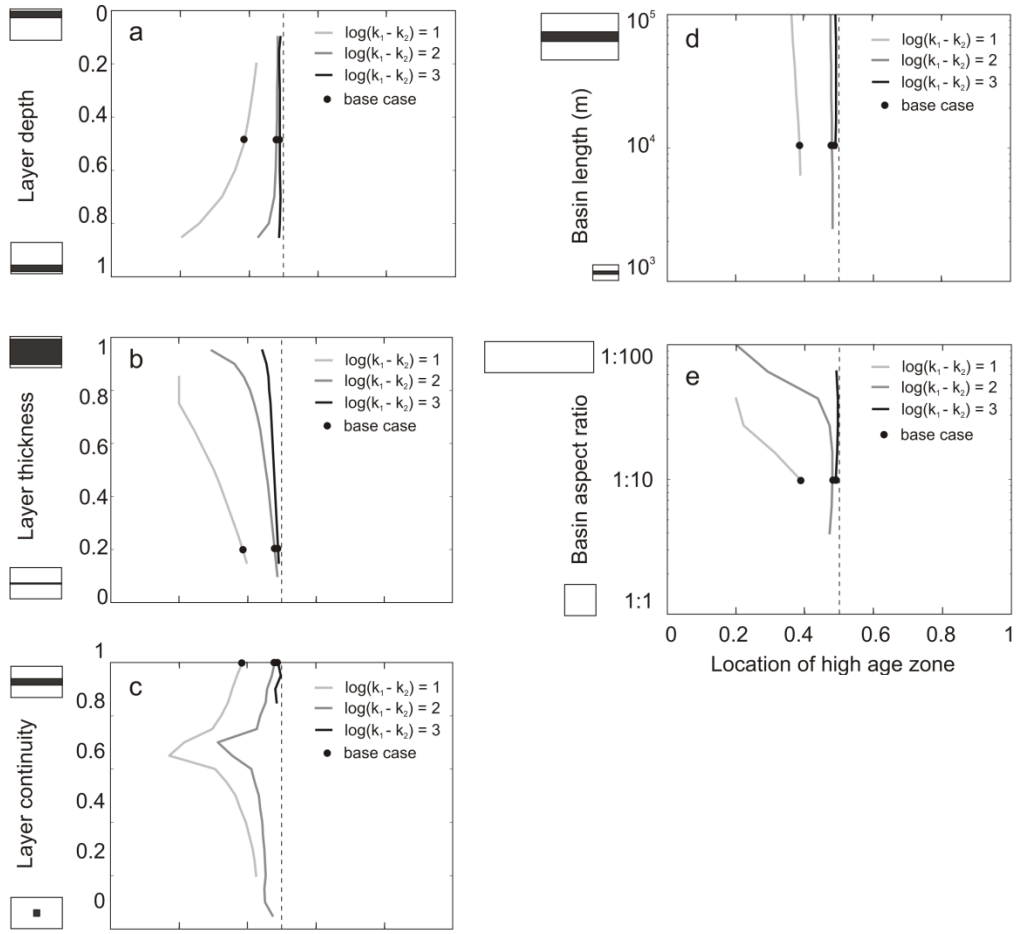 a
0
0.2
0.4
0.6
0.8
1
Layer depth
log(k₁ - k₂) = 1
log(k₁ - k₂) = 2
log(k₁ - k₂) = 3
base case
b
1
0.8
0.6
0.4
0.2
0
Layer thickness
log(k₁ - k₂) = 1
log(k₁ - k₂) = 2
log(k₁ - k₂) = 3
base case
c
1
0.8
0.6
0.4
0.2
0
Layer continuity
log(k₁ - k₂) = 1
log(k₁ - k₂) = 2
log(k₁ - k₂) = 3
base case
d
10⁵
10⁴
10³
Basin length (m)
log(k₁ - k₂) = 1
log(k₁ - k₂) = 2
log(k₁ - k₂) = 3
base case
e
1:100
1:10
1:1
Basin aspect ratio
log(k₁ - k₂) = 1
log(k₁ - k₂) = 2
log(k₁ - k₂) = 3
base case
0 0.2 0.4 0.6 0.8 1
Location of high age zone